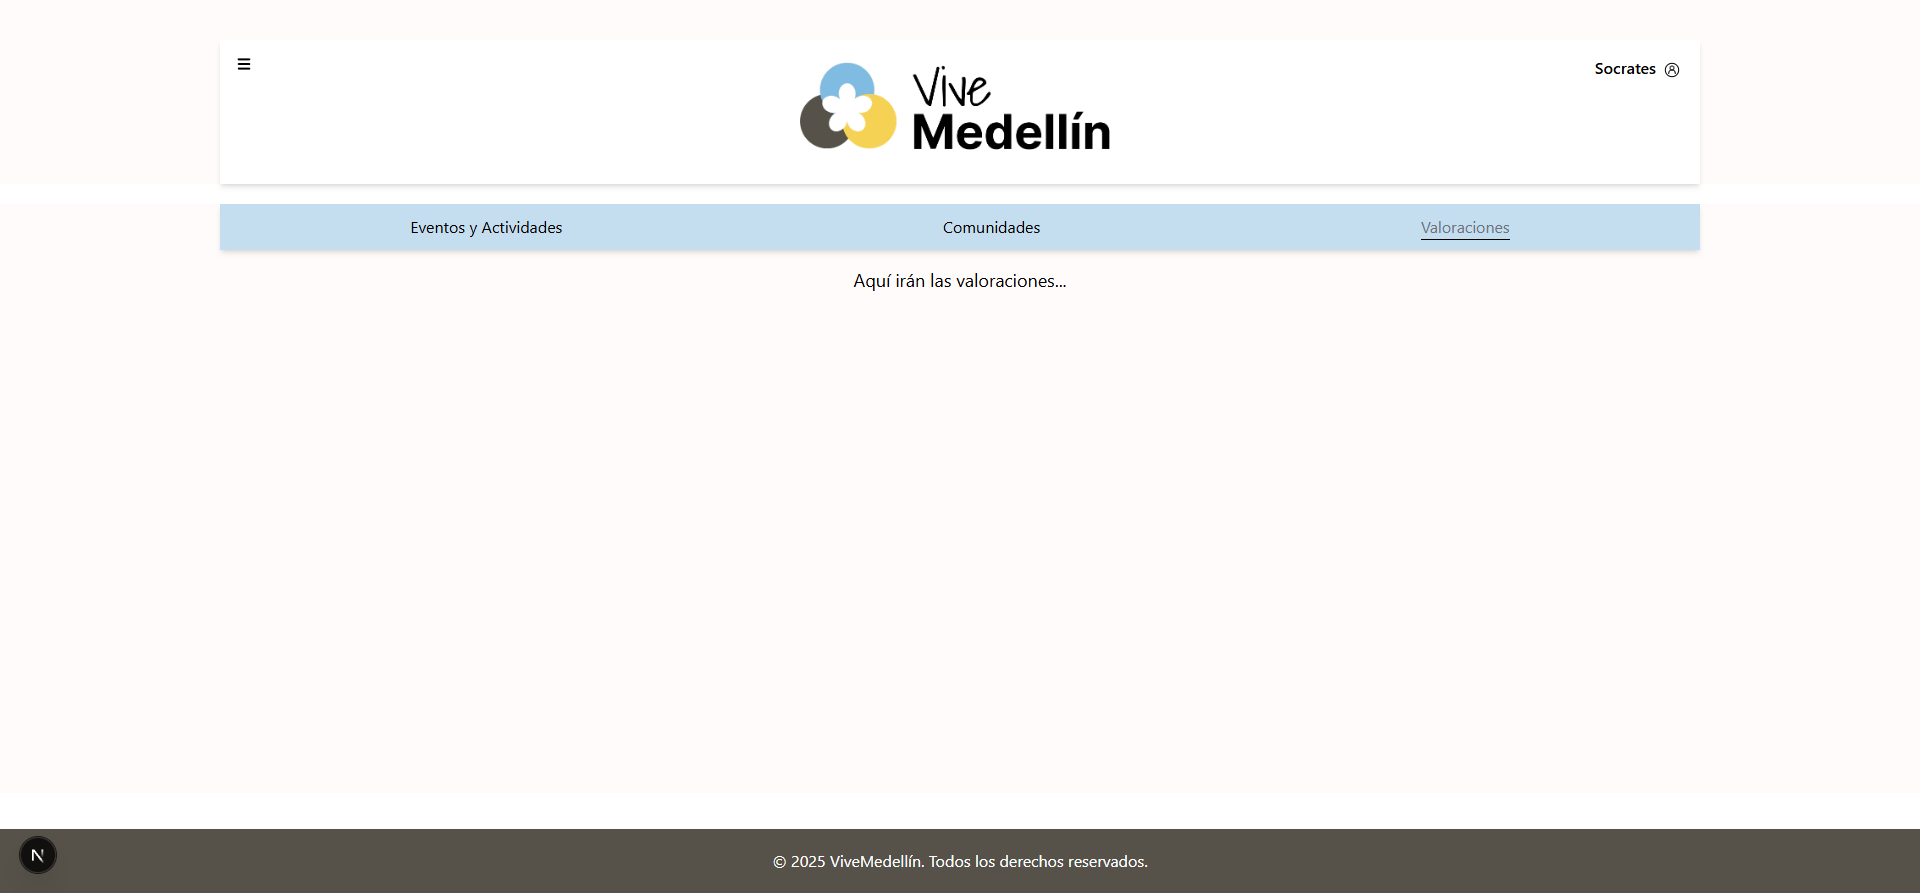 Socrates
Vive
Medellín
Eventos y Actividades
Comunidades
Valoraciones
Aquí irán las valoraciones...
N
© 2025 ViveMedellín. Todos los derechos reservados.